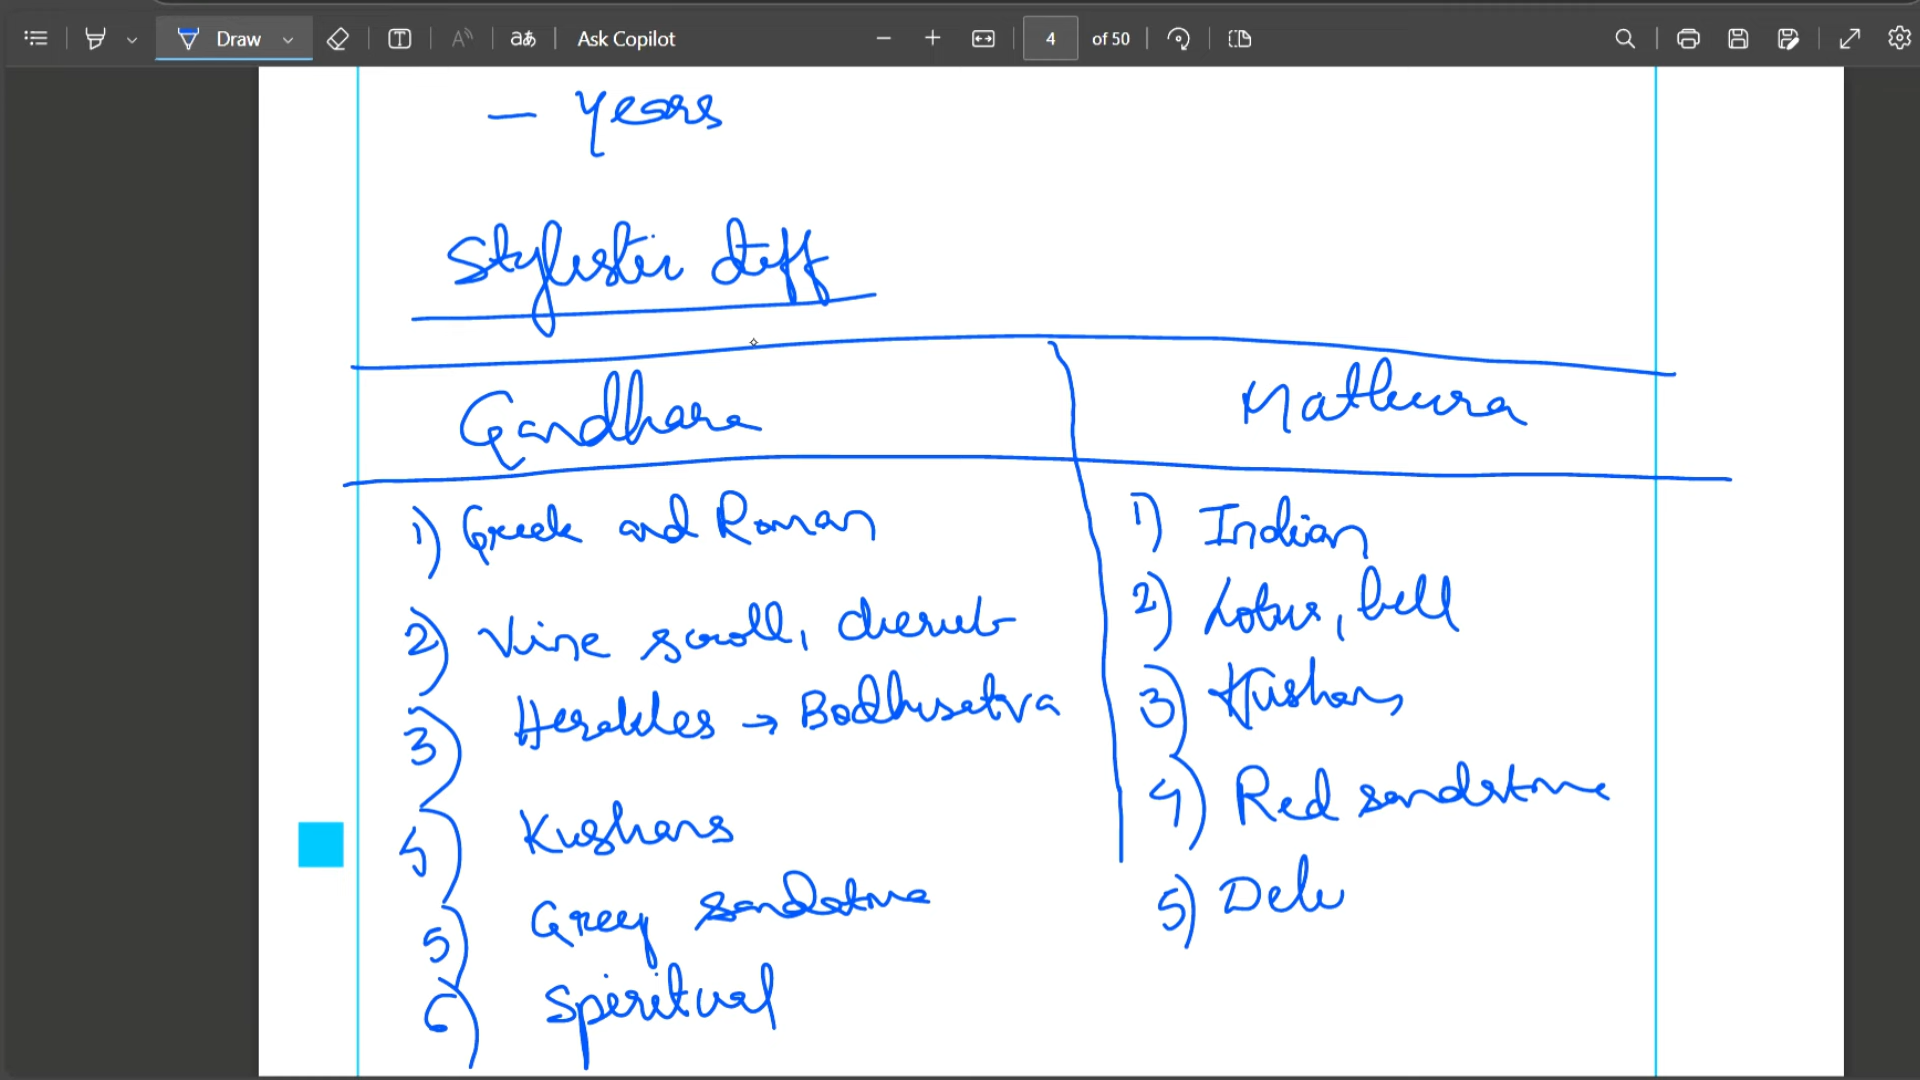 Draw Ask Copilot 4 of 50
- Years
Stylistic diff
Gandhara Mathura
1) Greek and Roman
2) Vine scroll, cherub
3) Herakles → Bodhisatva
4) Kushans
5) Grey sandstone
6) Spiritual
1) Indian
2) Lotus, bell
3) Kushans
4) Red sandstone
5)